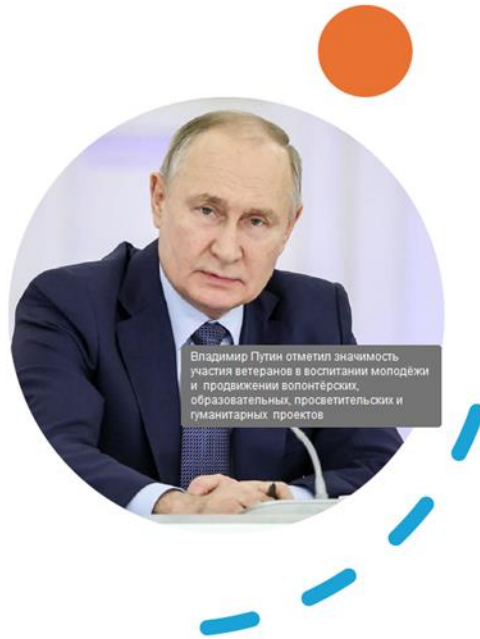 Владимир Путин отметил значимость
участия ветеранов в воспитании молодёжи
и продвижении волонтёрских,
образовательных, просветительских и
гуманитарных проектов